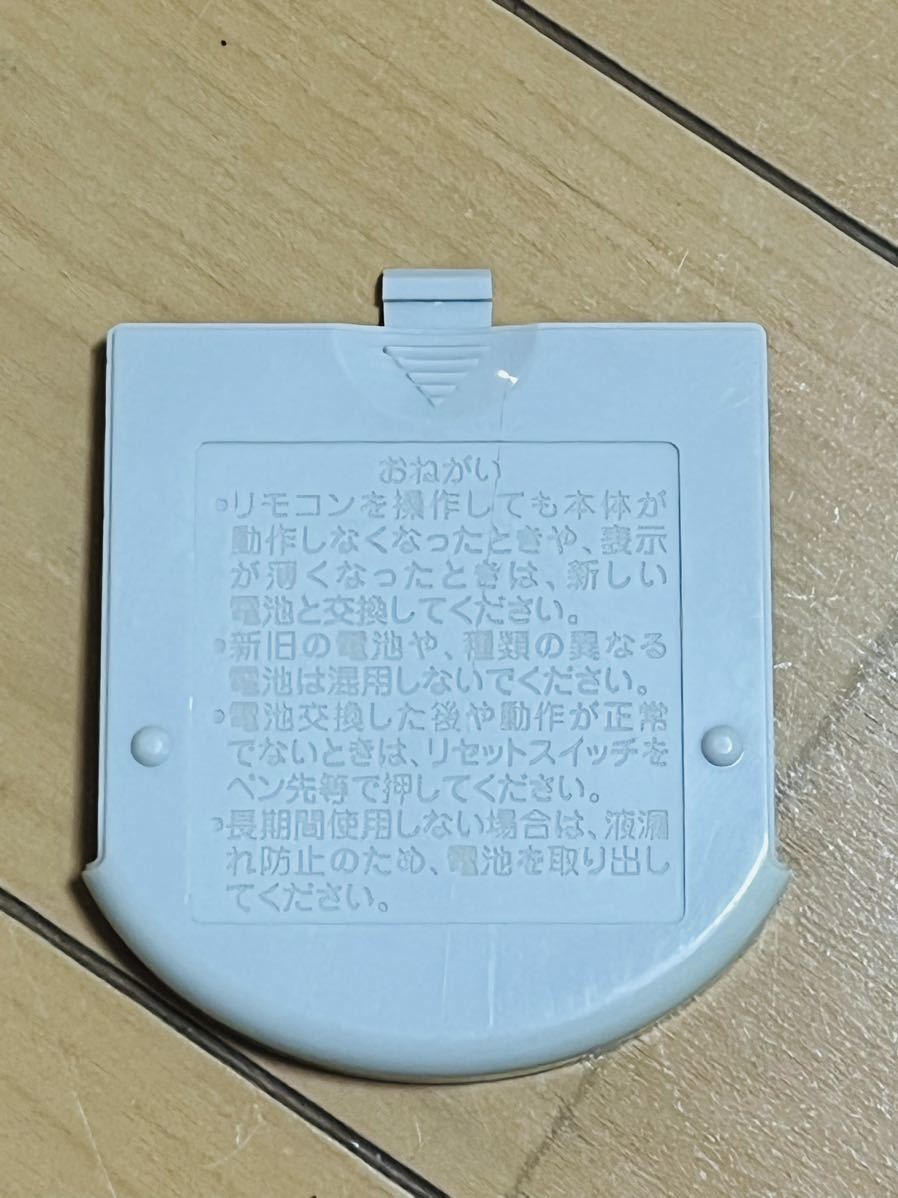 おねがい
•リモコンを操作しても本体が
動作しなくなったときや、表示
が薄くなったときは、新しい
電池と交換してください。
•新旧の電池や、種類の異なる
電池は混用しないでください。
•電池交換した後や動作が正常
でないときは、リセットスイッチを
ペン先等で押してください。
•長期間使用しない場合は、液漏
れ防止のため、電池を取り出し
てください。